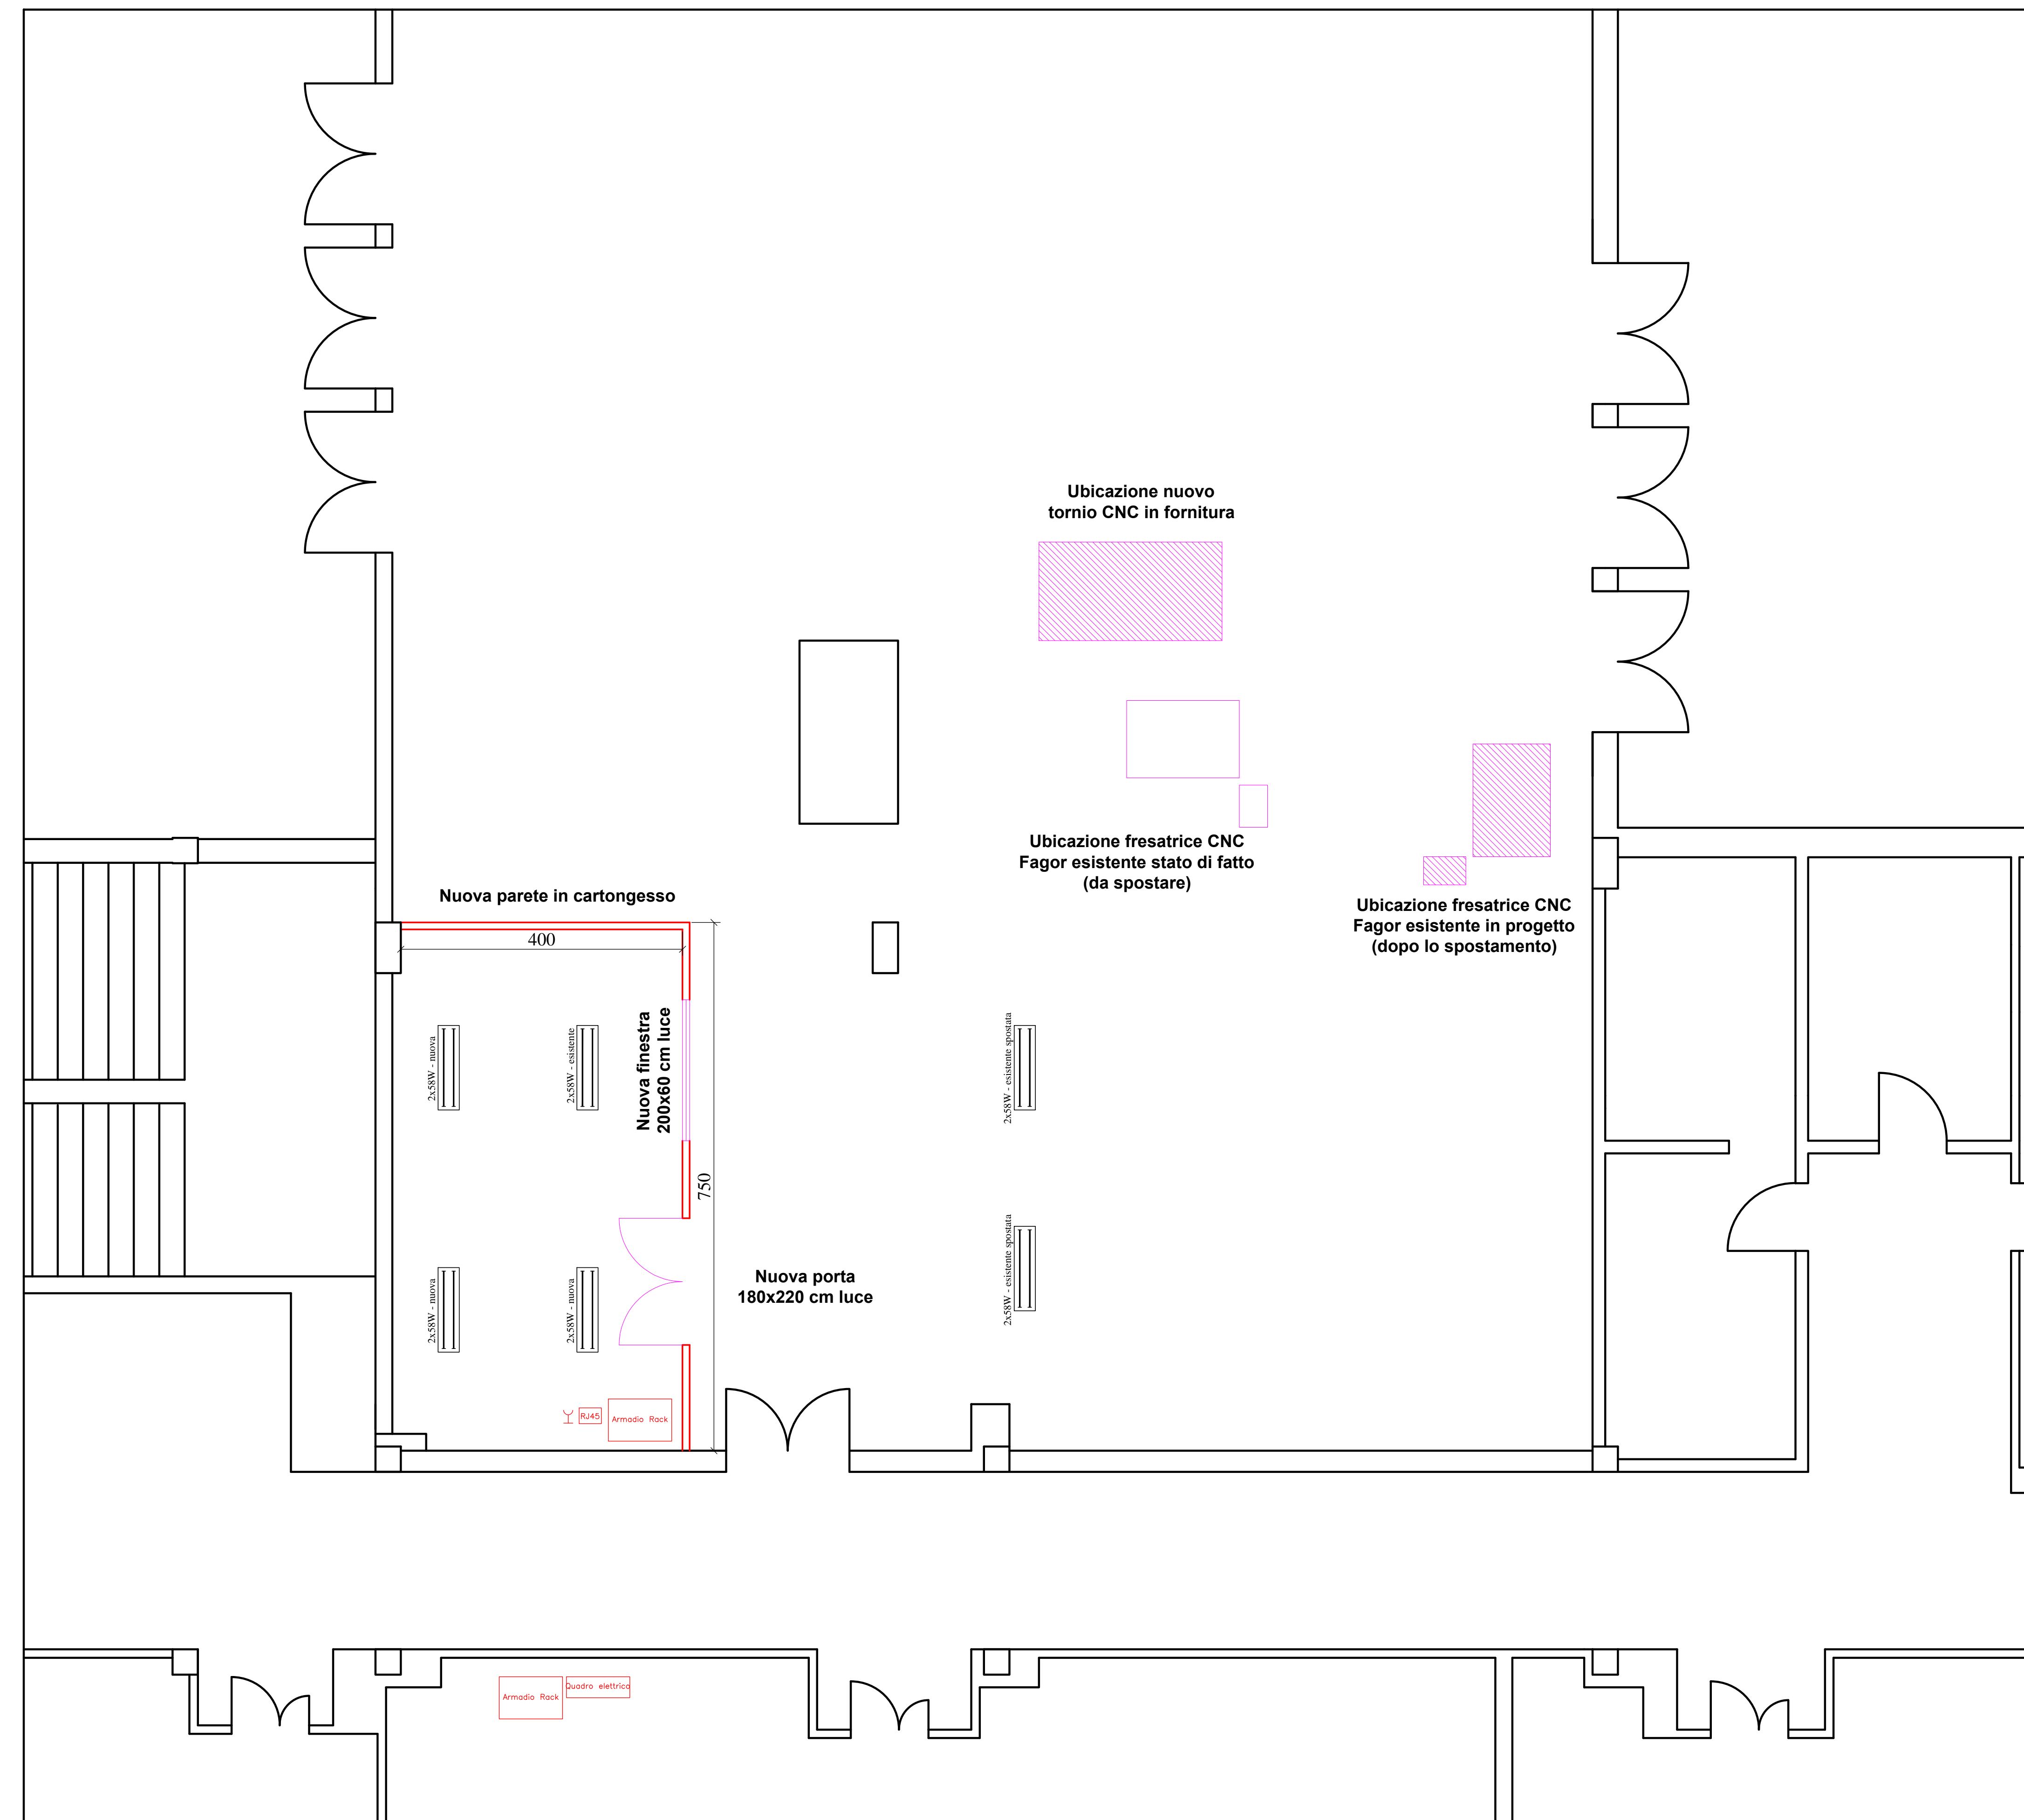 Ubicazione nuovo
tornio CNC in fornitura
Ubicazione fresatrice CNC
Fagor esistente stato di fatto
(da spostare)
Ubicazione fresatrice CNC
Fagor esistente in progetto
(dopo lo spostamento)
Nuova parete in cartongesso
400
Nuova finestra
200x60 cm luce
2x58W - nuova
2x58W - esistente
2x58W - esistente spostata
750
2x58W - nuova
2x58W - nuova
2x58W - esistente spostata
Nuova porta
180x220 cm luce
RJ45
Armadio Rack
Armadio Rack
Quadro elettrico